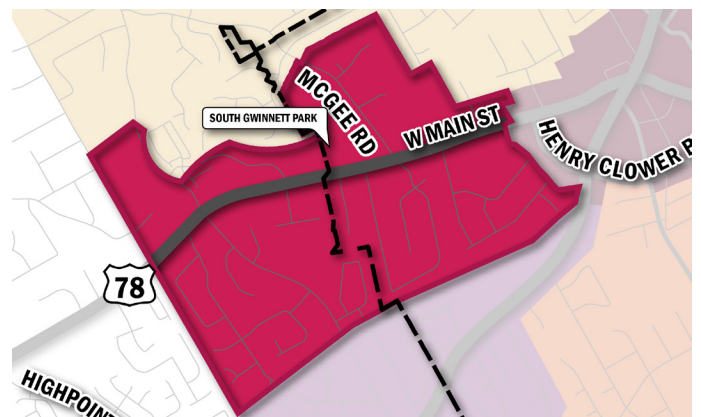 MCGEE RD
SOUTH GWINNETT PARK
W MAIN ST
HENRY CLOWER
78